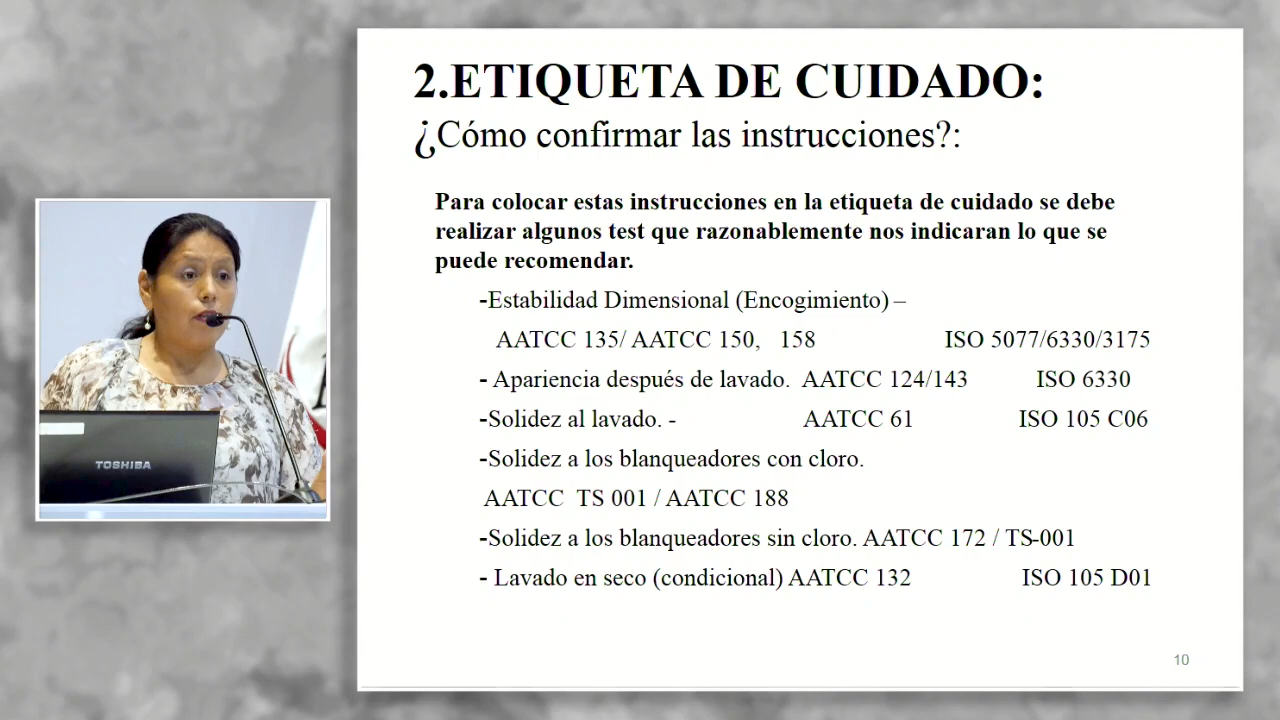 2.ETIQUETA DE CUIDADO:
¿Cómo confirmar las instrucciones?:
Para colocar estas instrucciones en la etiqueta de cuidado se debe
realizar algunos test que razonablemente nos indicaran lo que se
puede recomendar.
-Estabilidad Dimensional (Encogimiento) –
AATCC 135/ AATCC 150, 158 ISO 5077/6330/3175
- Apariencia después de lavado. AATCC 124/143 ISO 6330
-Solidez al lavado. - AATCC 61 ISO 105 C06
-Solidez a los blanqueadores con cloro.
AATCC TS 001 / AATCC 188
-Solidez a los blanqueadores sin cloro. AATCC 172 / TS-001
- Lavado en seco (condicional) AATCC 132 ISO 105 D01
10
TOSHIBA